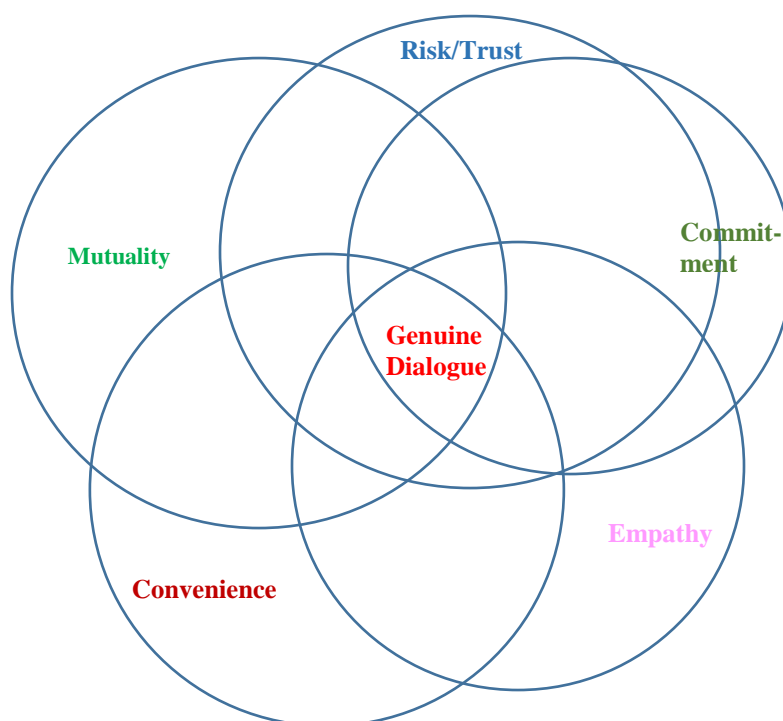 Risk/Trust
Mutuality
Commit-
ment
Genuine
Dialogue
Empathy
Convenience